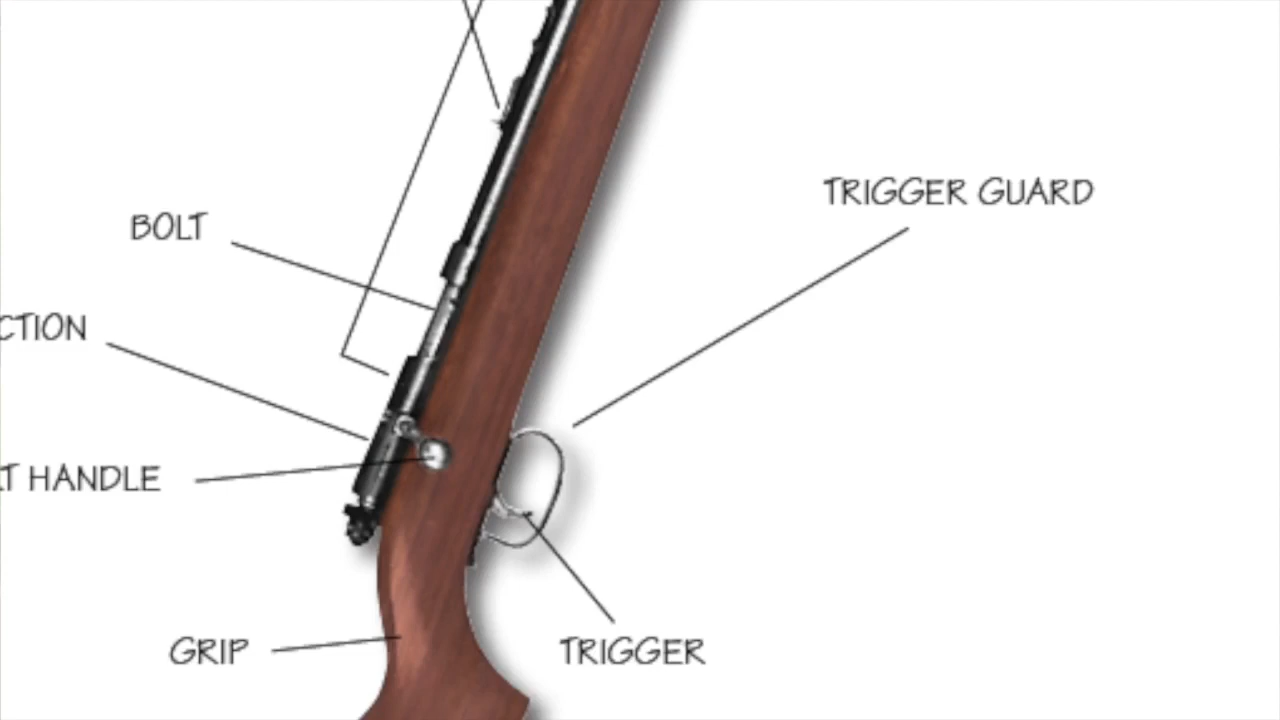 TRIGGER GUARD
BOLT
CTION
T HANDLE
GRIP
TRIGGER